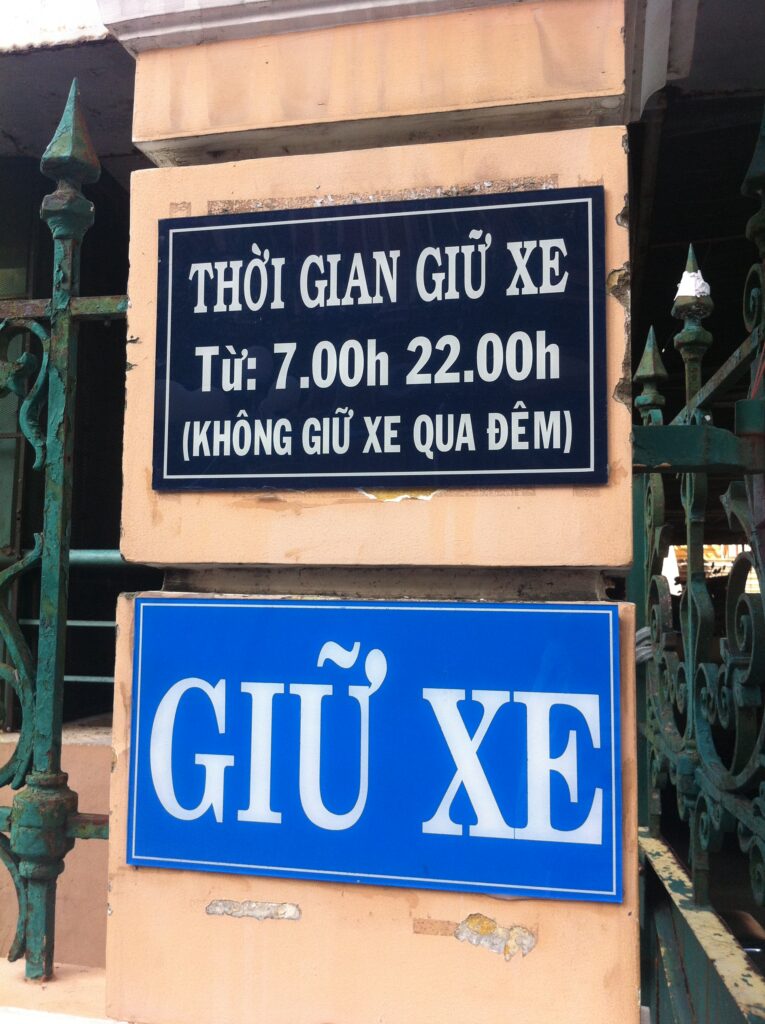 THỜI GIAN GIỮ XE
Từ: 7.00h 22.00h
(KHÔNG GIỮ XE QUA ĐÊM)
GIỮ XE